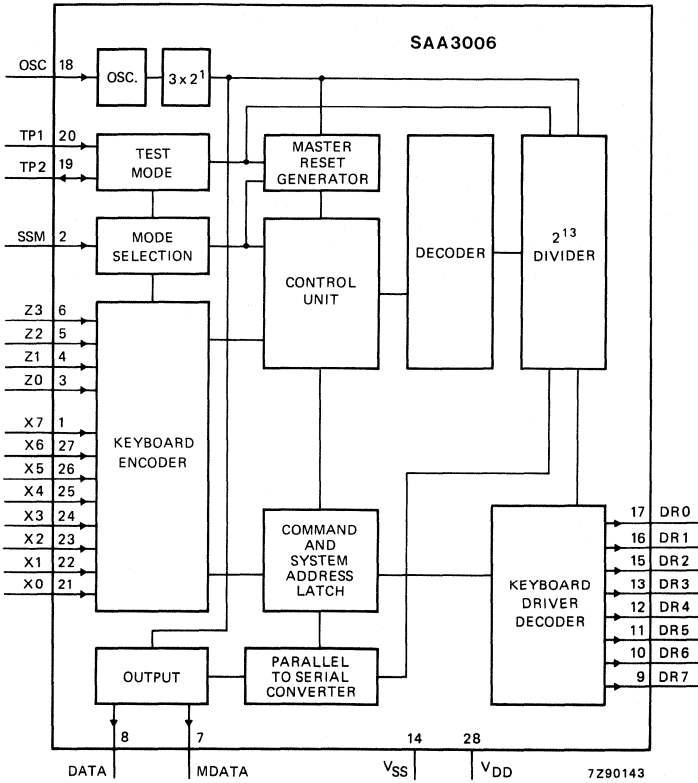 SAA3006
OSC 18
OSC.
3 x 2¹
TP1 20
TP2 19
TEST
MODE
MASTER
RESET
GENERATOR
SSM 2
MODE
SELECTION
CONTROL
UNIT
DECODER
2¹³
DIVIDER
Z3 6
Z2 5
Z1 4
Z0 3
X7 1
X6 27
X5 26
X4 25
X3 24
X2 23
X1 22
X0 21
KEYBOARD
ENCODER
COMMAND
AND
SYSTEM
ADDRESS
LATCH
KEYBOARD
DRIVER
DECODER
17 DR0
16 DR1
15 DR2
13 DR3
12 DR4
11 DR5
10 DR6
9 DR7
OUTPUT
PARALLEL
TO SERIAL
CONVERTER
8
7
14
28
DATA
MDATA
VSS
VDD
7Z90143